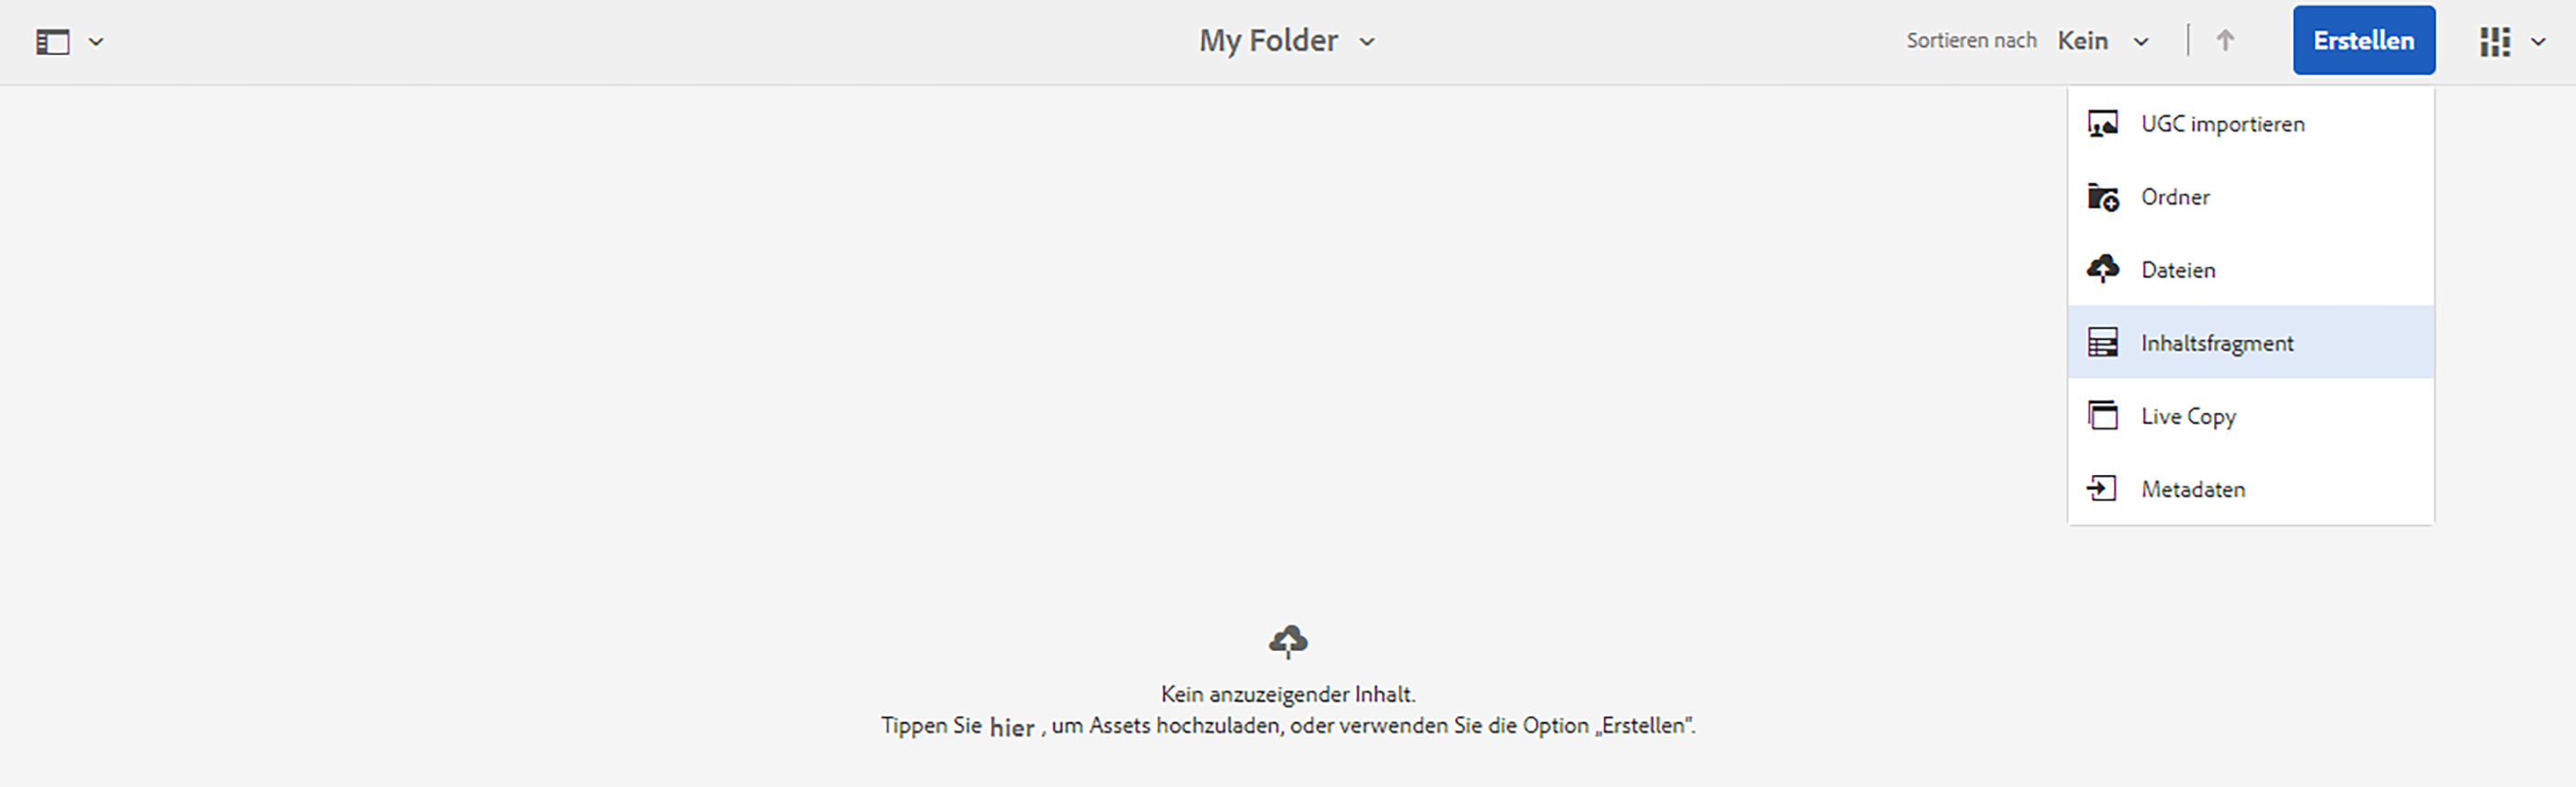 My Folder
Sortieren nach Kein
Erstellen
UGC importieren
Ordner
Dateien
Inhaltsfragment
Live Copy
Metadaten
Kein anzuzeigender Inhalt.
Tippen Sie hier , um Assets hochzuladen, oder verwenden Sie die Option „Erstellen“.